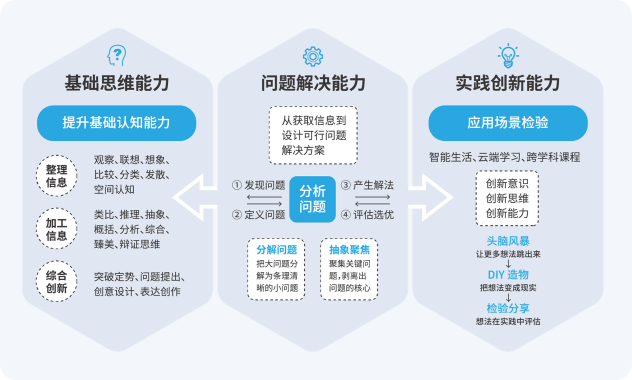 基础思维能力
提升基础认知能力
整理
信息
观察、联想、想象、
比较、分类、发散、
空间认知
加工
信息
类比、推理、抽象、
概括、分析、综合、
臻美、辩证思维
综合
创新
突破定势、问题提出、
创意设计、表达创作
问题解决能力
从获取信息到
设计可行问题
解决方案
① 发现问题
② 定义问题
分析
问题
③ 产生解法
④ 评估选优
分解问题
把大问题分
解为条理清
晰的小问题
抽象聚焦
聚集关键问
题，剥离出
问题的核心
实践创新能力
应用场景检验
智能生活、云端学习、跨学科课程
创新意识
创新思维
创新能力
头脑风暴
让更多想法跳出来
DIY 造物
把想法变成现实
检验分享
想法在实践中评估